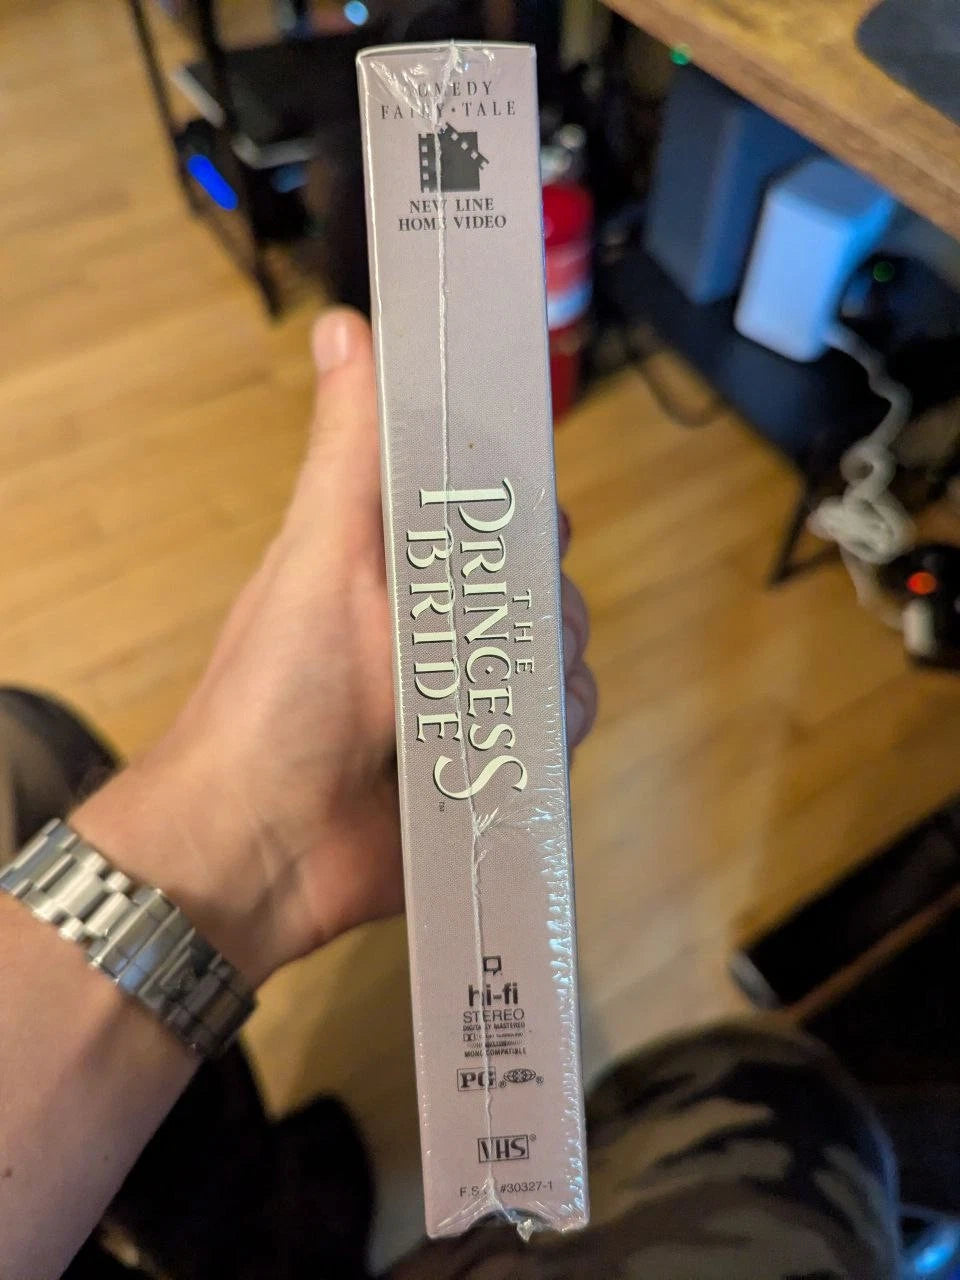 COMEDY
FAIRY • TALE
NEW LINE
HOME VIDEO
THE
PRINCESS
BRIDE
TM
hi-fi
STEREO
DIGITALLY MASTERED
MONO COMPATIBLE
PG®
VHS®
#30327-1